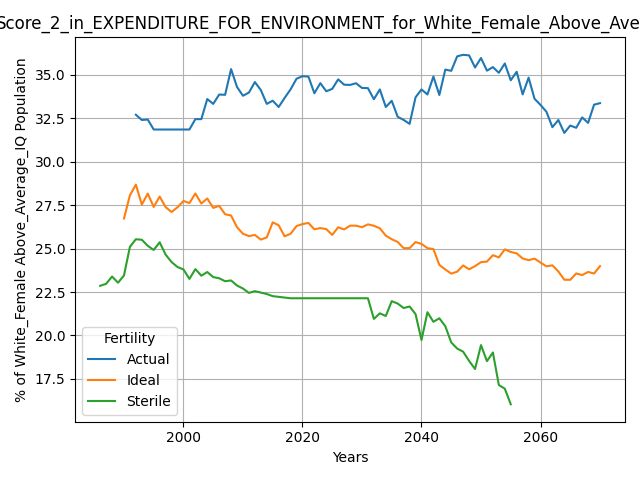 Score_2_in_EXPENDITURE_FOR_ENVIRONMENT_for_White_Female_Above_Ave
% of White_Female Above_Average_IQ Population
35.0
32.5
30.0
27.5
25.0
22.5
20.0
17.5
Fertility
Actual
Ideal
Sterile
2000
2020
2040
2060
Years